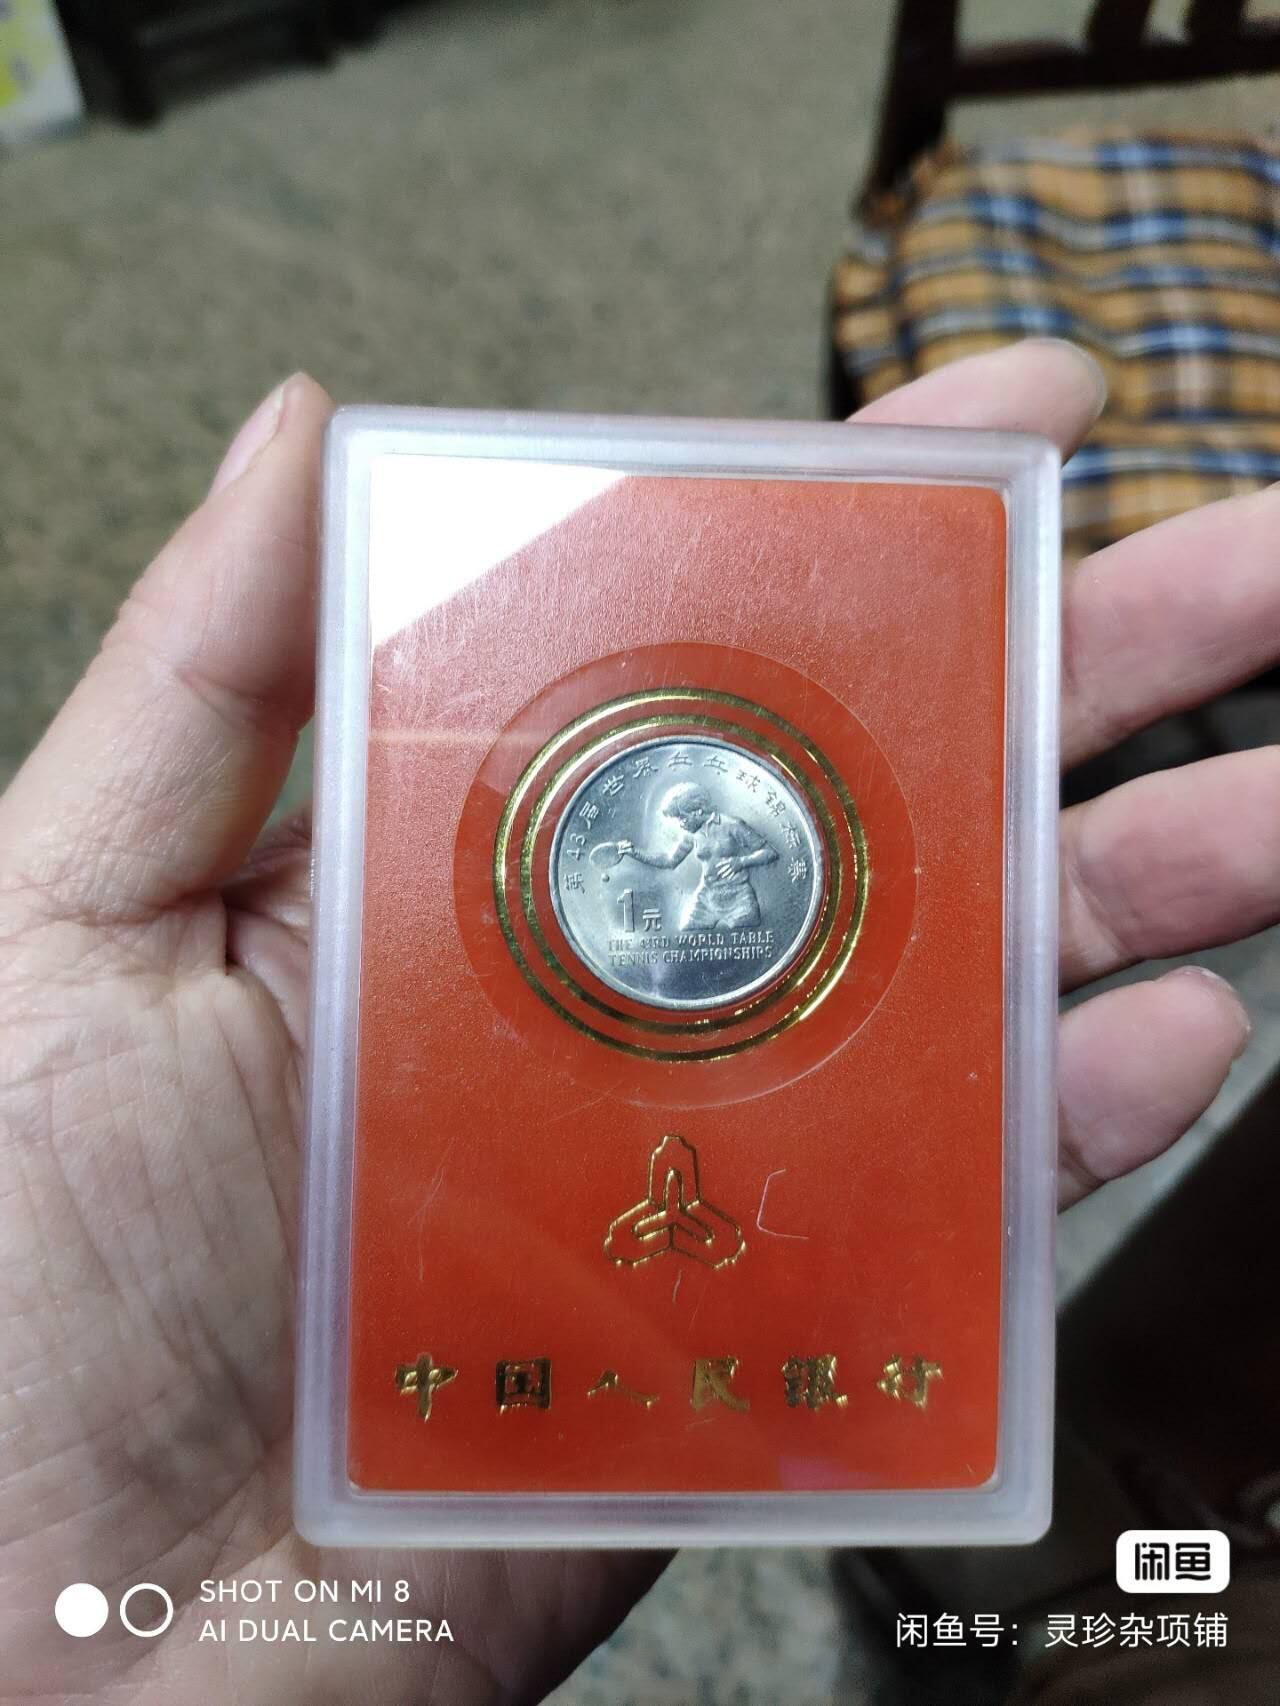 第43届世界乒乓球锦标赛
1元
THE 43RD WORLD TABLE
TENNIS CHAMPIONSHIPS
中国人民银行
SHOT ON MI 8
AI DUAL CAMERA
闲鱼
闲鱼号：灵珍杂项铺